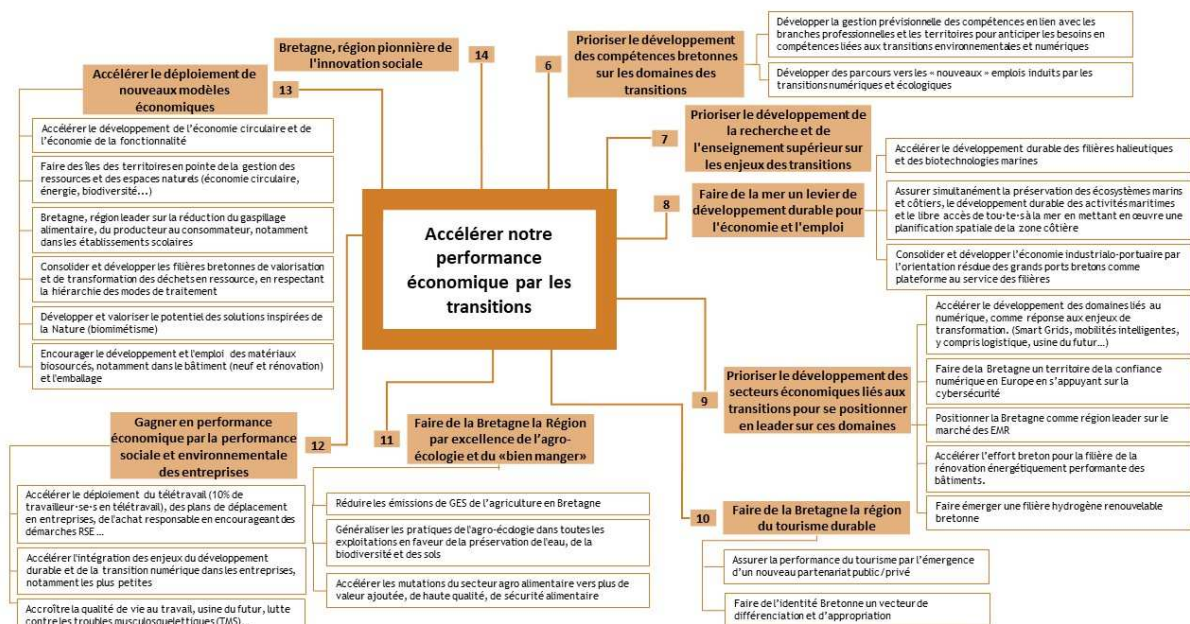 Accélérer notre
performance
économique par les
transitions
6
Prioriser le développement
des compétences bretonnes
sur les domaines des
transitions
Développer la gestion prévisionnelle des compétences en lien avec les
branches professionnelles et les territoires pour anticiper les besoins en
compétences liées aux transitions environnementales et numériques
Développer des parcours vers les « nouveaux » emplois induits par les
transitions numériques et écologiques
7
Prioriser le développement de
la recherche et de
l'enseignement supérieur sur
les enjeux des transitions
8
Faire de la mer un levier de
développement durable pour
l'économie et l'emploi
Accélérer le développement durable des filières halieutiques
et des biotechnologies marines
Assurer simultanément la préservation des écosystèmes marins
et côtiers, le développement durable des activités maritimes
et le libre accès de tou·te·s à la mer en mettant en œuvre une
planification spatiale de la zone côtière
Consolider et développer l'économie industrialo-portuaire par
l'orientation résolue des grands ports bretons comme
plateforme au service des filières
9
Prioriser le développement des
secteurs économiques liés aux
transitions pour se positionner
en leader sur ces domaines
Accélérer le développement des domaines liés au
numérique, comme réponse aux enjeux de
transformation. (Smart Grids, mobilités intelligentes,
y compris logistique, usine du futur…)
Faire de la Bretagne un territoire de la confiance
numérique en Europe en s'appuyant sur la
cybersécurité
Positionner la Bretagne comme région leader sur le
marché des EMR
Accélérer l'effort breton pour la filière de la
rénovation énergétiquement performante des
bâtiments.
Faire émerger une filière hydrogène renouvelable
bretonne
10
Faire de la Bretagne la région
du tourisme durable
Assurer la performance du tourisme par l'émergence
d'un nouveau partenariat public /privé
Faire de l'identité Bretonne un vecteur de
différenciation et d'appropriation
11
Faire de la Bretagne la Région
par excellence de l'agro-
écologie et du «bien manger»
Réduire les émissions de GES de l'agriculture en Bretagne
Généraliser les pratiques de l'agro-écologie dans toutes les
exploitations en faveur de la préservation de l'eau, de la
biodiversité et des sols
Accélérer les mutations du secteur agro alimentaire vers plus de
valeur ajoutée, de haute qualité, de sécurité alimentaire
12
Gagner en performance
économique par la performance
sociale et environnementale
des entreprises
Accélérer le déploiement du télétravail (10% de
travailleur·se·s en télétravail), des plans de déplacement
en entreprises, de l'achat responsable en encourageant des
démarches RSE …
Accélérer l'intégration des enjeux du développement
durable et de la transition numérique dans les entreprises,
notamment les plus petites
Accroître la qualité de vie au travail, usine du futur, lutte
contre les troubles musculosquelettiques (TMS)…
13
Accélérer le déploiement de
nouveaux modèles
économiques
Accélérer le développement de l'économie circulaire et de
l'économie de la fonctionnalité
Faire des îles des territoires en pointe de la gestion des
ressources et des espaces naturels (économie circulaire,
énergie, biodiversité...)
Bretagne, région leader sur la réduction du gaspillage
alimentaire, du producteur au consommateur, notamment
dans les établissements scolaires
Consolider et développer les filières bretonnes de valorisation
et de transformation des déchets en ressource, en respectant
la hiérarchie des modes de traitement
Développer et valoriser le potentiel des solutions inspirées de
la Nature (biomimétisme)
Encourager le développement et l'emploi des matériaux
biosourcés, notamment dans le bâtiment (neuf et rénovation)
et l'emballage
14
Bretagne, région pionnière de
l'innovation sociale